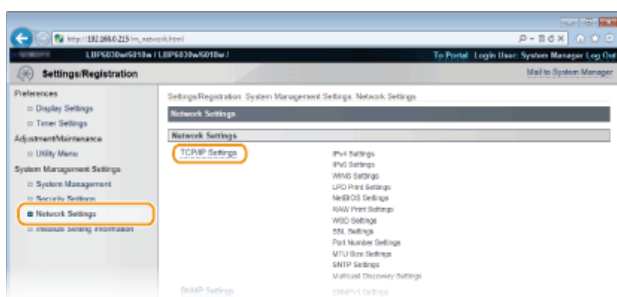 http://192.168.0.215/m_network.html
LBP6030w/6018w / LBP6030w/6018w /
To Portal Login User: System Manager Log Out
Settings/Registration
Mail to System Manager
Preferences
Display Settings
Timer Settings
Adjustment/Maintenance
Utility Menu
System Management Settings
System Management
Security Settings
Network Settings
Initialize Setting Information
Settings/Registration: System Management Settings: Network Settings
Network Settings
Network Settings
TCP/IP Settings
IPv4 Settings
IPv6 Settings
WINS Settings
LPD Print Settings
NetBIOS Settings
RAW Print Settings
WSD Settings
SSL Settings
Port Number Settings
MTU Size Settings
SNTP Settings
Multicast Discovery Settings
SNMP Settings
SNMPv1 Settings